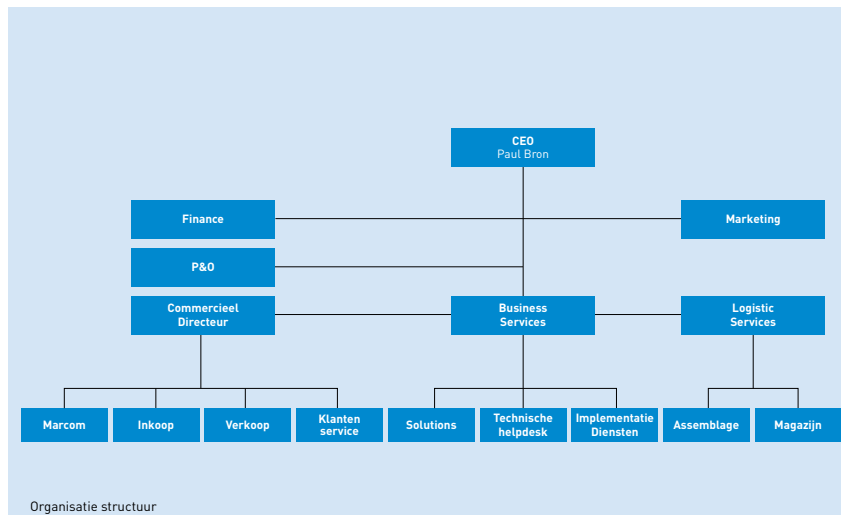 CEO
Paul Bron
Finance
Marketing
P&O
Commercieel
Directeur
Business
Services
Logistic
Services
Marcom
Inkoop
Verkoop
Klanten
service
Solutions
Technische
helpdesk
Implementatie
Diensten
Assemblage
Magazijn
Organisatie structuur